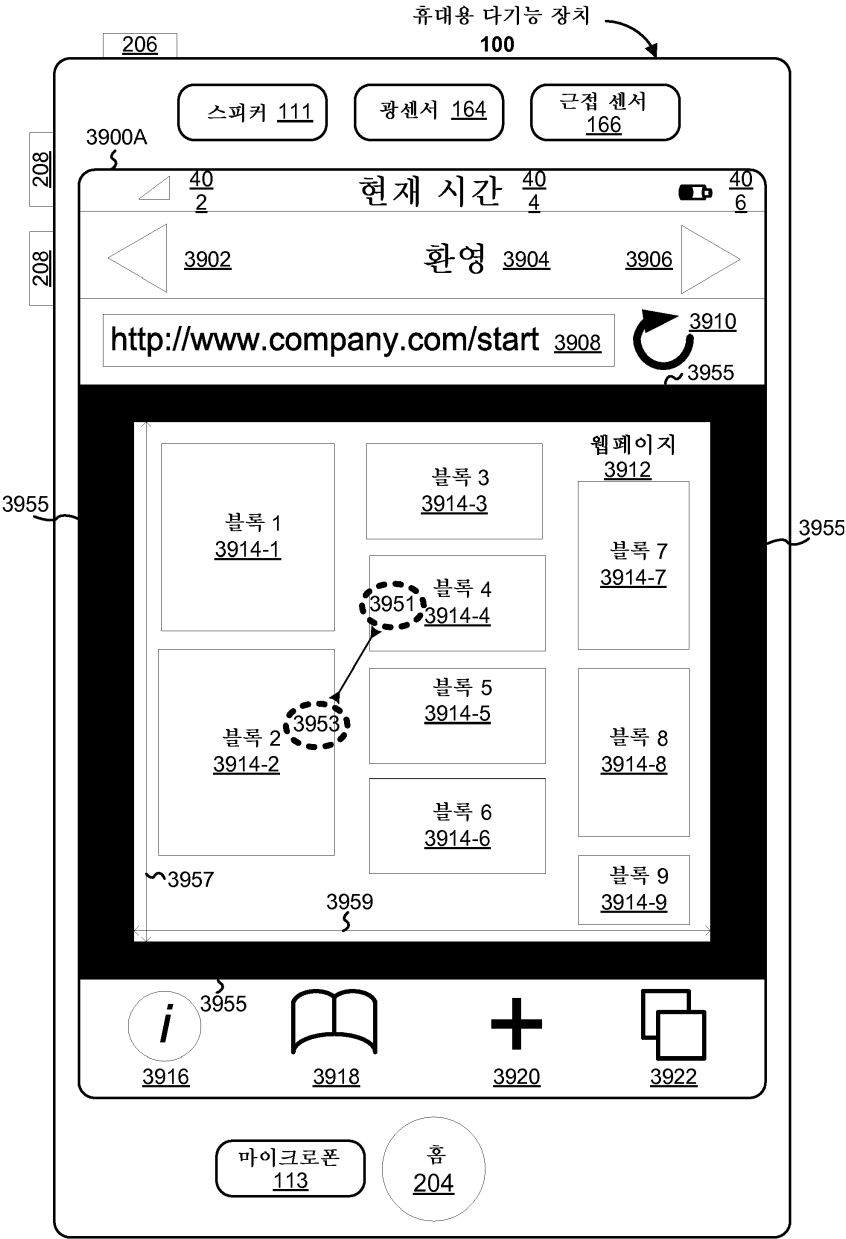 휴대용 다기능 장치
100
206
스피커 111
광센서 164
근접 센서
166
3900A
208
208
40
2
현재 시간
40
4
40
6
3902
환영 3904
3906
http://www.company.com/start 3908
3910
3955
웹페이지
3912
블록 1
3914-1
블록 3
3914-3
3955
3955
블록 7
3914-7
블록 4
3914-4
3951
블록 5
3914-5
3953
블록 2
3914-2
블록 8
3914-8
블록 6
3914-6
3957
블록 9
3914-9
3959
3955
i
3916
3918
3920
3922
마이크로폰
113
홈
204